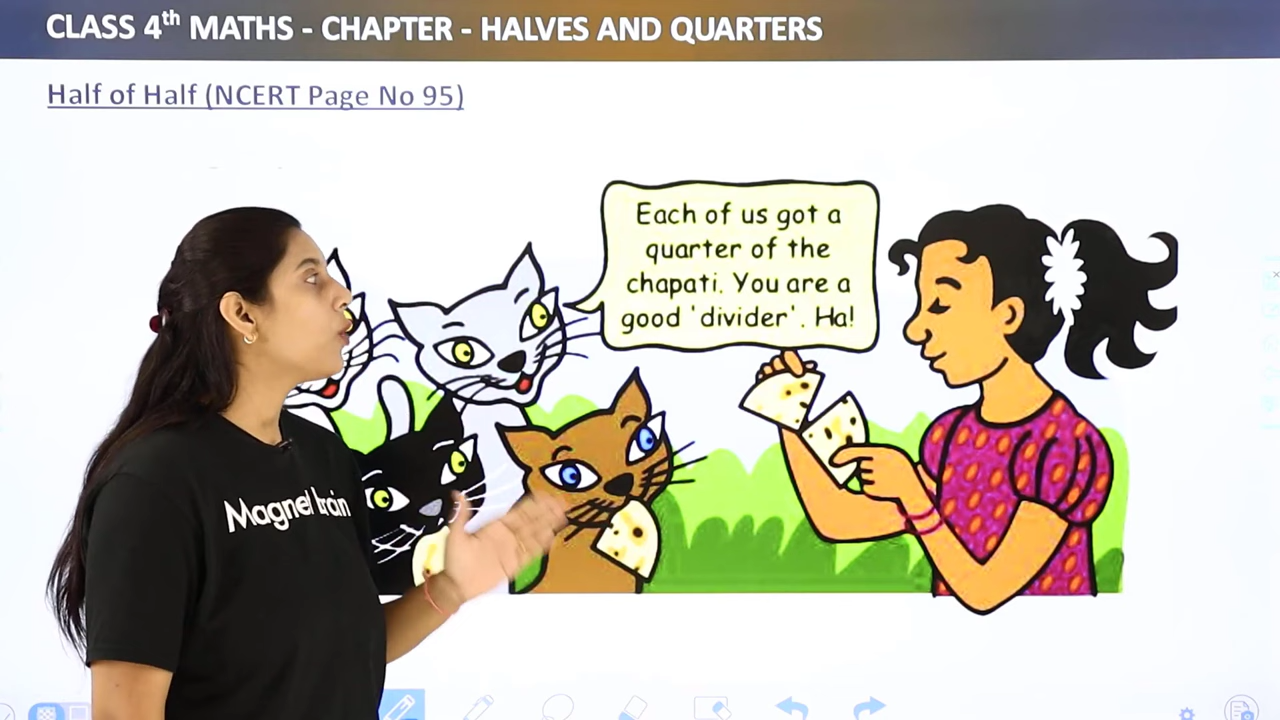 CLASS 4th MATHS - CHAPTER - HALVES AND QUARTERS
Half of Half (NCERT Page No 95)
Each of us got a
quarter of the
chapati. You are a
good 'divider'. Ha!
Magnet brain